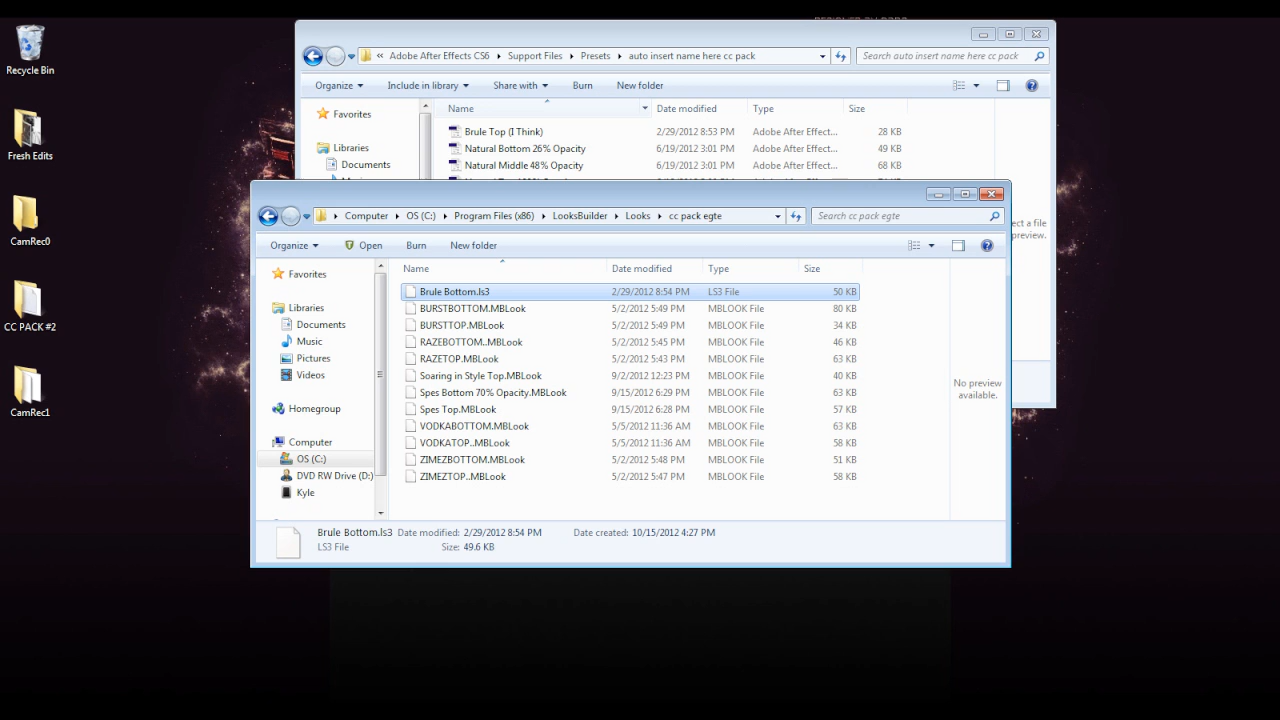 Recycle Bin
Fresh Edits
CamRec0
CC PACK #2
CamRec1
« Adobe After Effects CS6 Support Files Presets auto insert name here cc pack
Search auto insert name here cc pack
Organize Include in library Share with Burn New folder
Favorites
Libraries
Documents
Name Date modified Type Size
Brule Top (I Think) 2/29/2012 8:53 PM Adobe After Effect... 28 KB
Natural Bottom 26% Opacity 6/19/2012 3:01 PM Adobe After Effect... 49 KB
Natural Middle 48% Opacity 6/19/2012 3:01 PM Adobe After Effect... 68 KB
ct a file
preview.
Computer OS (C:) Program Files (x86) LooksBuilder Looks cc pack egte
Search cc pack egte
Organize Open Burn New folder
Favorites
Libraries
Documents
Music
Pictures
Videos
Homegroup
Computer
OS (C:)
DVD RW Drive (D:)
Kyle
Name Date modified Type Size
Brule Bottom.ls3 2/29/2012 8:54 PM LS3 File 50 KB
BURSTBOTTOM.MBLook 5/2/2012 5:49 PM MBLOOK File 80 KB
BURSTTOP.MBLook 5/2/2012 5:49 PM MBLOOK File 34 KB
RAZEBOTTOM..MBLook 5/2/2012 5:45 PM MBLOOK File 46 KB
RAZETOP.MBLook 5/2/2012 5:43 PM MBLOOK File 63 KB
Soaring in Style Top.MBLook 9/2/2012 12:23 PM MBLOOK File 40 KB
Spes Bottom 70% Opacity.MBLook 9/15/2012 6:29 PM MBLOOK File 63 KB
Spes Top.MBLook 9/15/2012 6:28 PM MBLOOK File 57 KB
VODKABOTTOM.MBLook 5/5/2012 11:36 AM MBLOOK File 63 KB
VODKATOP..MBLook 5/5/2012 11:36 AM MBLOOK File 58 KB
ZIMEZBOTTOM.MBLook 5/2/2012 5:48 PM MBLOOK File 51 KB
ZIMEZTOP..MBLook 5/2/2012 5:47 PM MBLOOK File 58 KB
No preview
available.
Brule Bottom.ls3 Date modified: 2/29/2012 8:54 PM Date created: 10/15/2012 4:27 PM
LS3 File Size: 49.6 KB